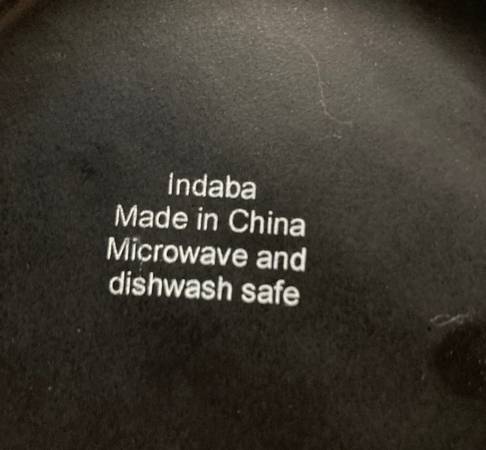 Indaba
Made in China
Microwave and
dishwash safe